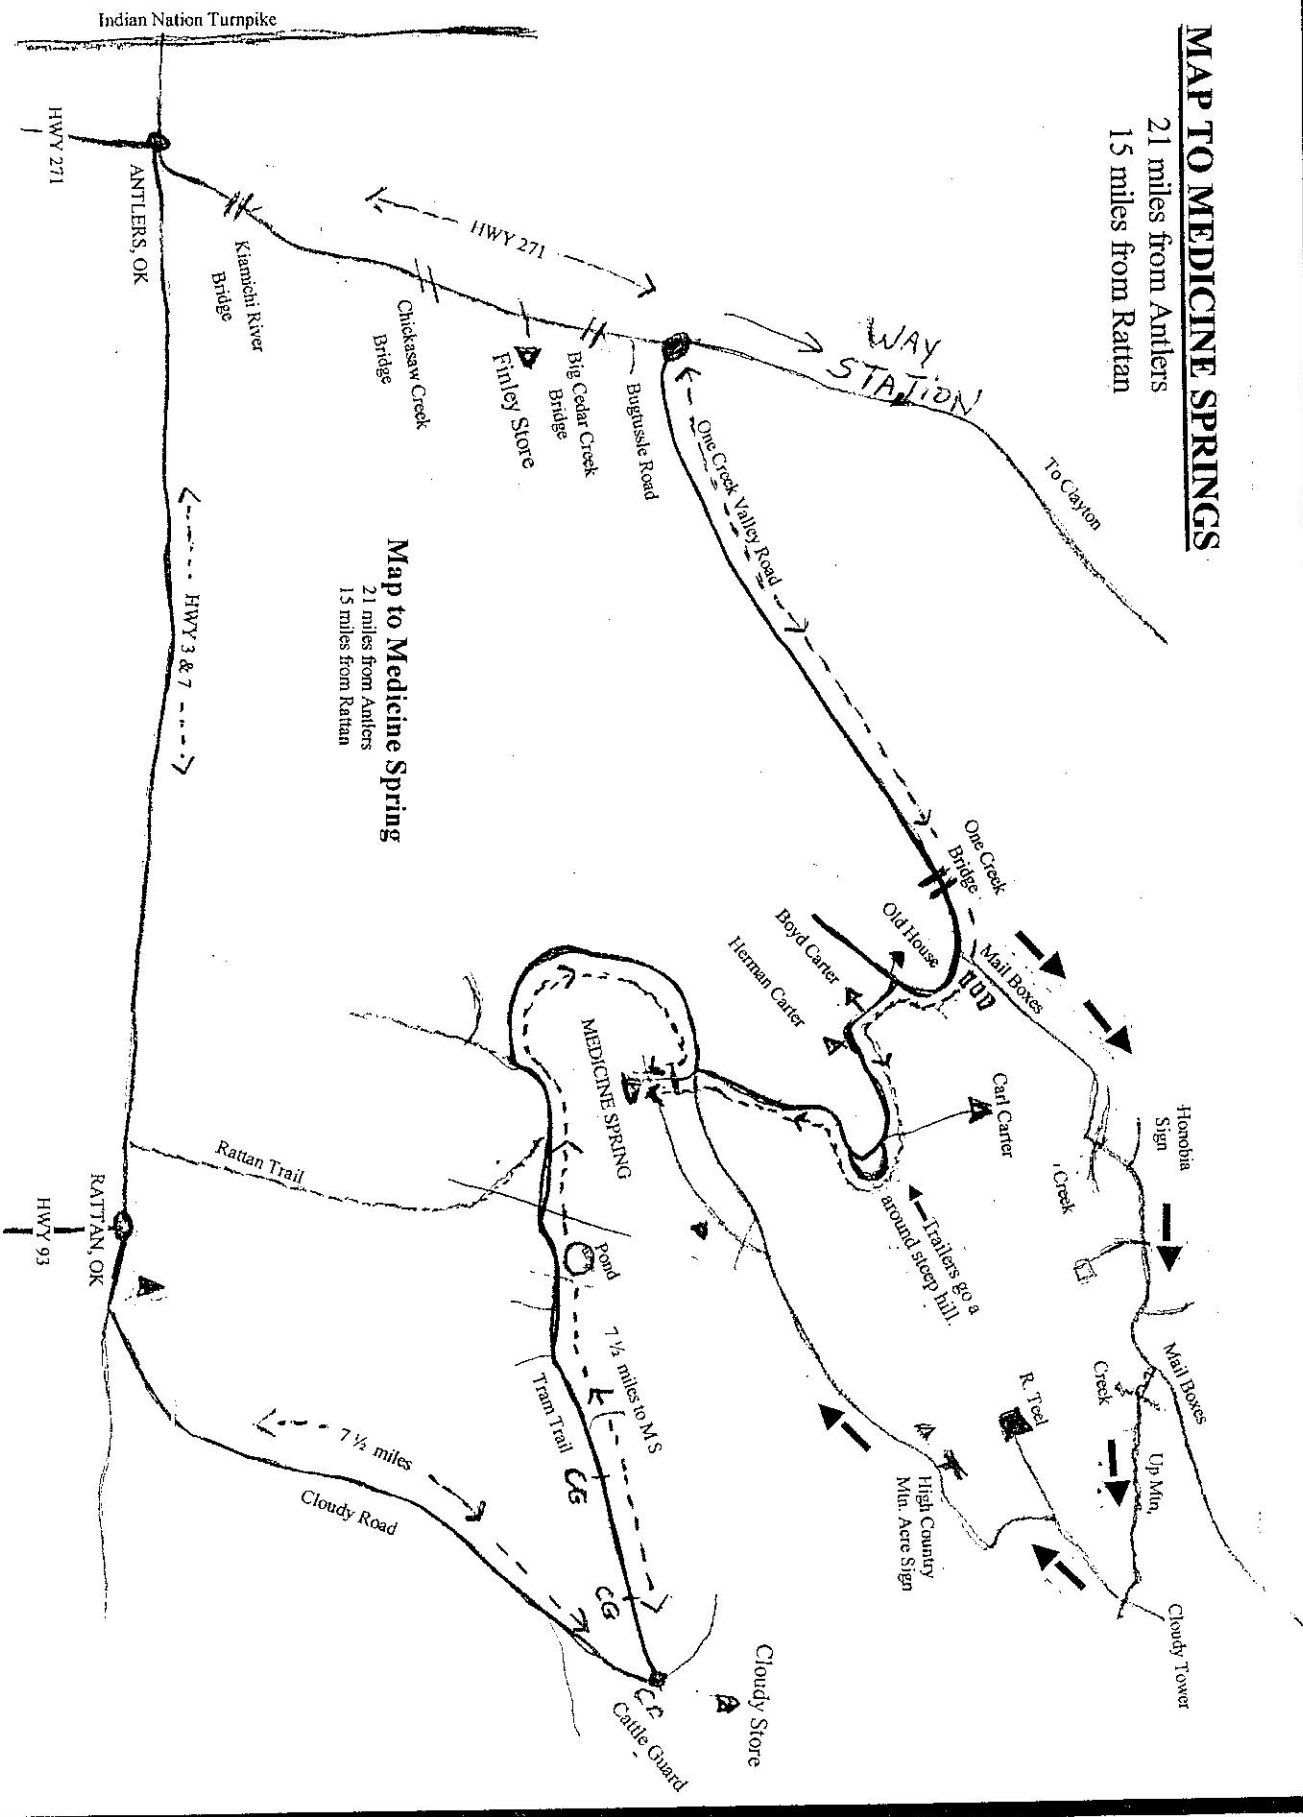 MAP TO MEDICINE SPRINGS
21 miles from Antlers
15 miles from Rattan
Indian Nation Turnpike
HWY 271
ANTLERS, OK
Kiamichi River
Bridge
HWY 271
Chickasaw Creek
Bridge
Finley Store
Big Cedar Creek
Bridge
Bugtussle Road
WAY
STATION
To Clayton
One Creek Valley Road
One Creek
Bridge
Old House
Mail Boxes
Boyd Carter
Herman Carter
Carl Carter
Trailers go a
around steep hill.
Honobia
Sign
Creek
Mail Boxes
Creek
Up Mtn,
Cloudy Tower
R. Teel
High Country
Mtn. Acre Sign
Map to Medicine Spring
21 miles from Antlers
15 miles from Rattan
MEDICINE SPRING
Pond
7 ½ miles to M S
Tram Trail
CG
CG
Cloudy Store
CG
Cattle Guard
HWY 3 & 7
Rattan Trail
RATTAN, OK
HWY 93
7 ½ miles
Cloudy Road